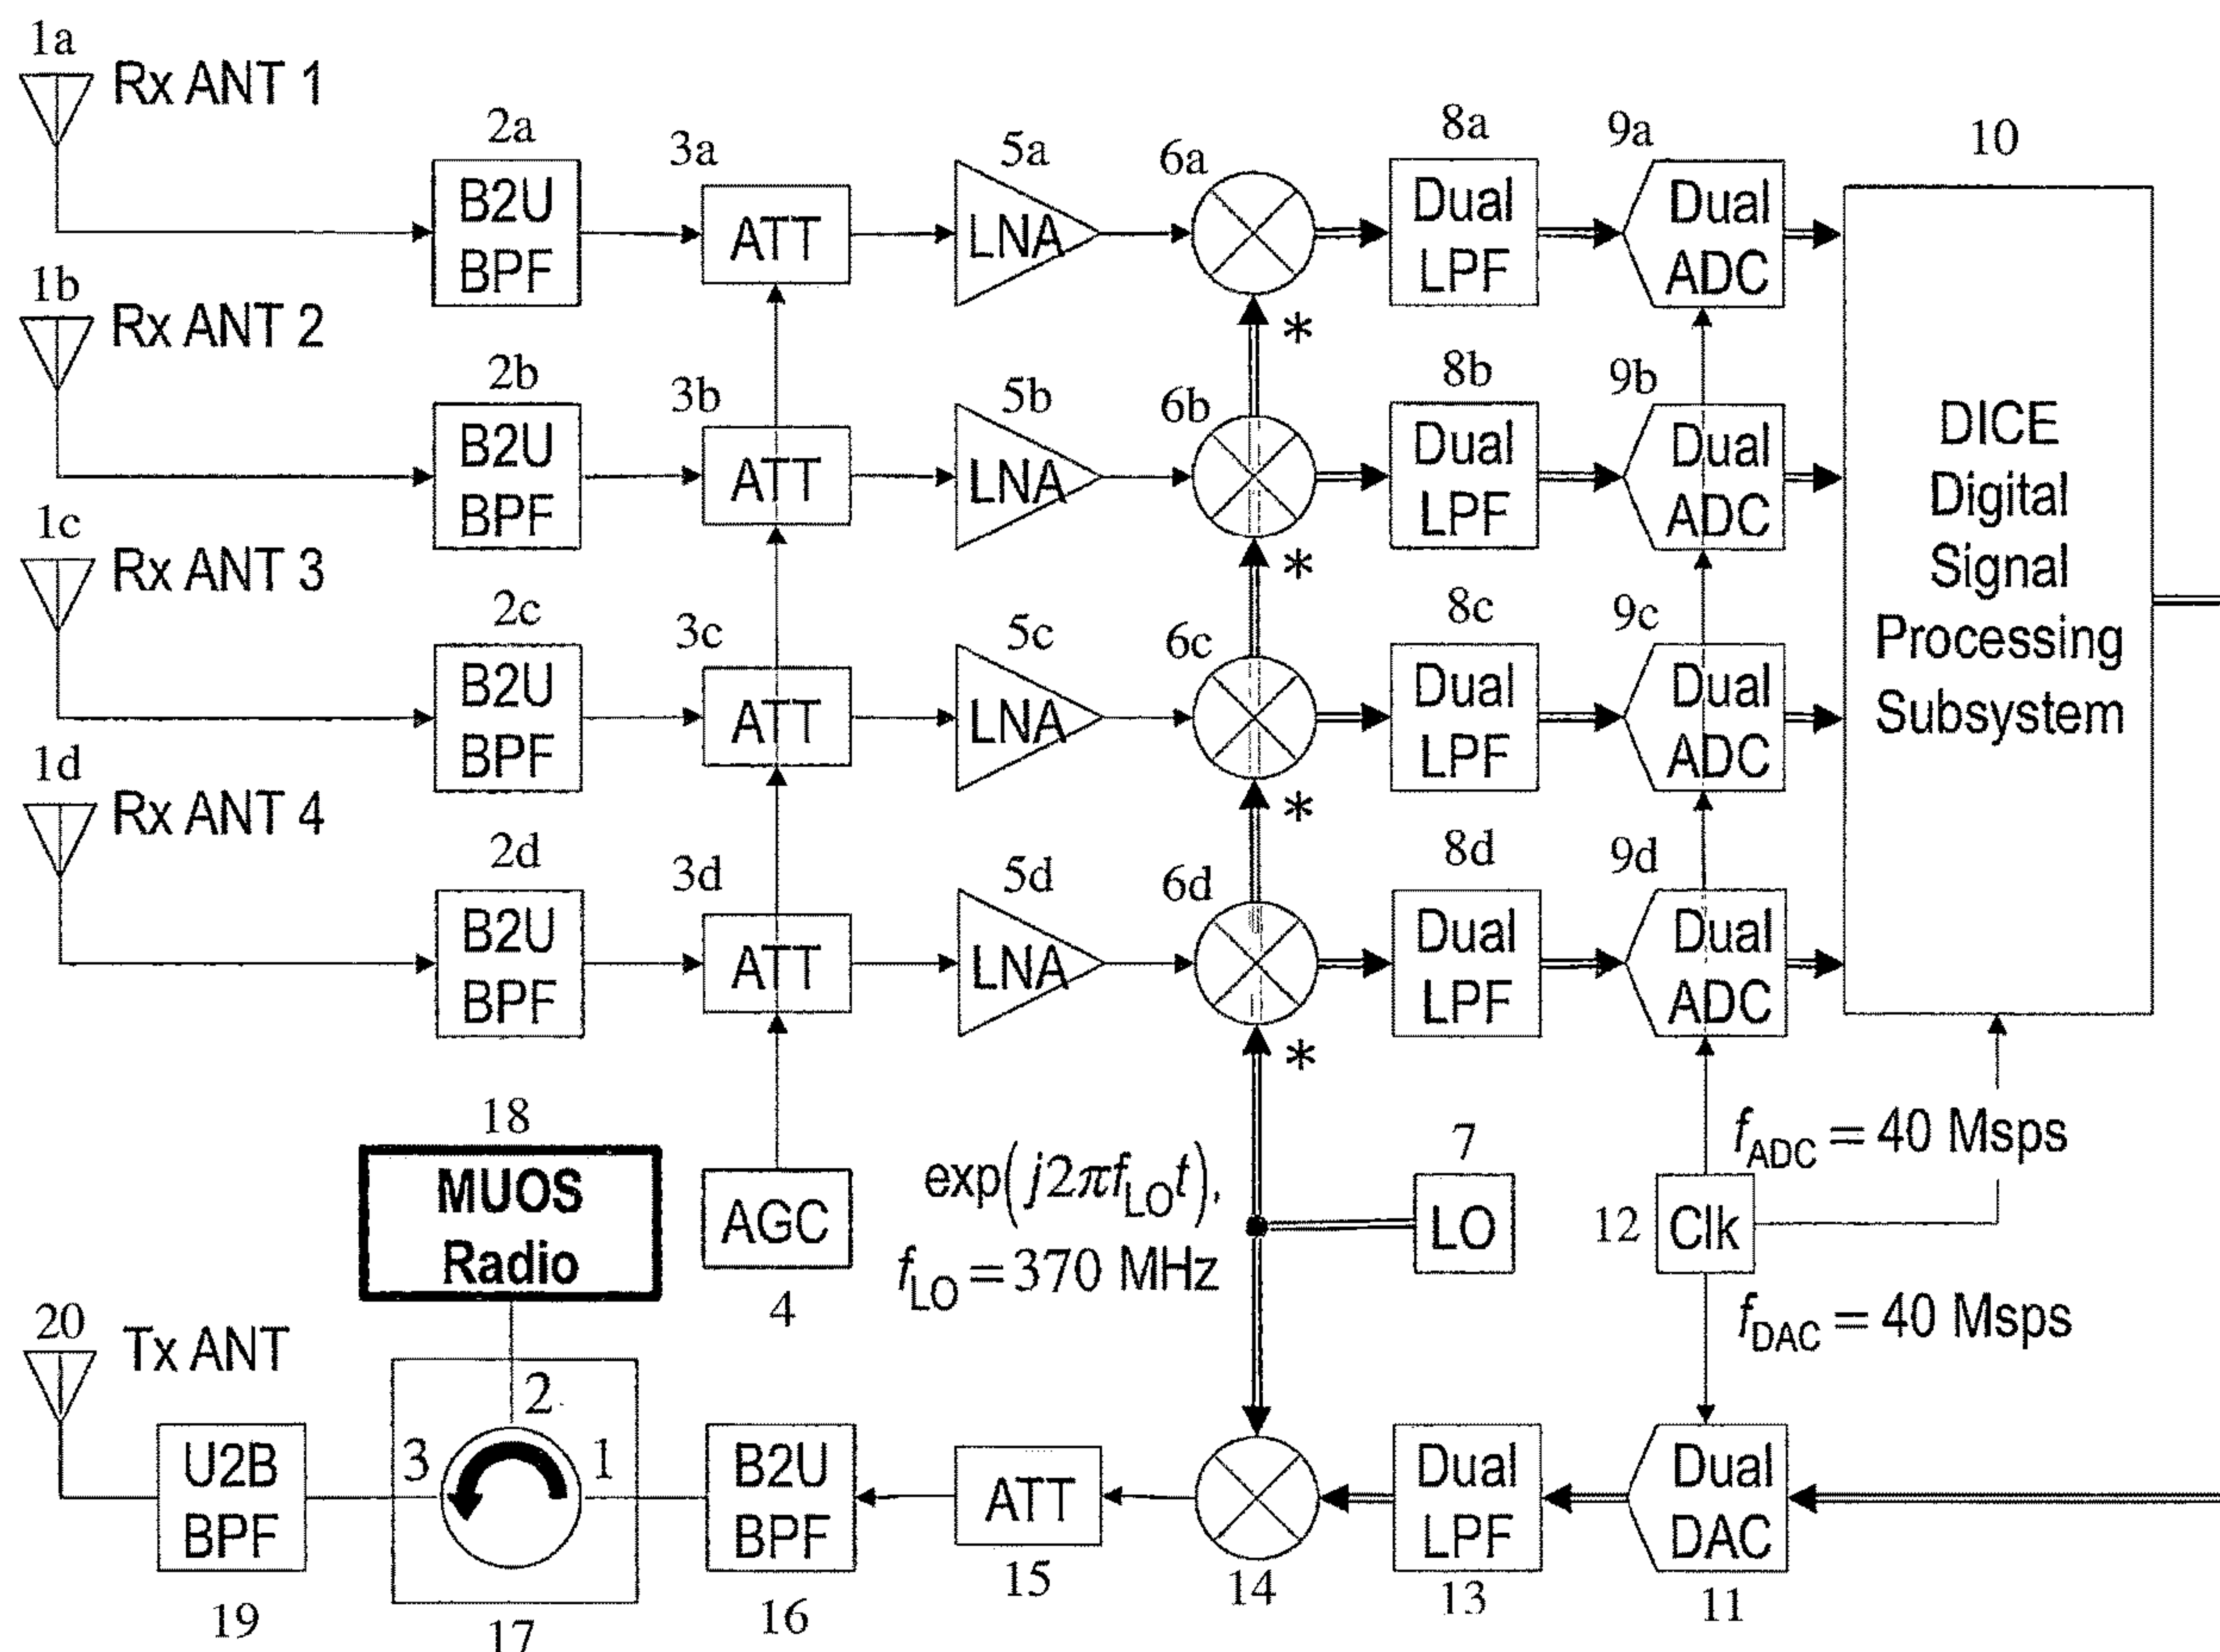 1a
Rx ANT 1
2a
B2U
BPF
3a
ATT
5a
LNA
6a
*
8a
Dual
LPF
9a
Dual
ADC
10
DICE
Digital
Signal
Processing
Subsystem
1b
Rx ANT 2
2b
B2U
BPF
3b
ATT
5b
LNA
6b
*
8b
Dual
LPF
9b
Dual
ADC
1c
Rx ANT 3
2c
B2U
BPF
3c
ATT
5c
LNA
6c
*
8c
Dual
LPF
9c
Dual
ADC
1d
Rx ANT 4
2d
B2U
BPF
3d
ATT
5d
LNA
6d
*
8d
Dual
LPF
9d
Dual
ADC
18
MUOS
Radio
AGC
4
exp(j2πfLOt),
fLO = 370 MHz
7
LO
12
Clk
fADC = 40 Msps
fDAC = 40 Msps
20
Tx ANT
U2B
BPF
19
3
2
1
17
B2U
BPF
16
ATT
15
14
Dual
LPF
13
Dual
DAC
11